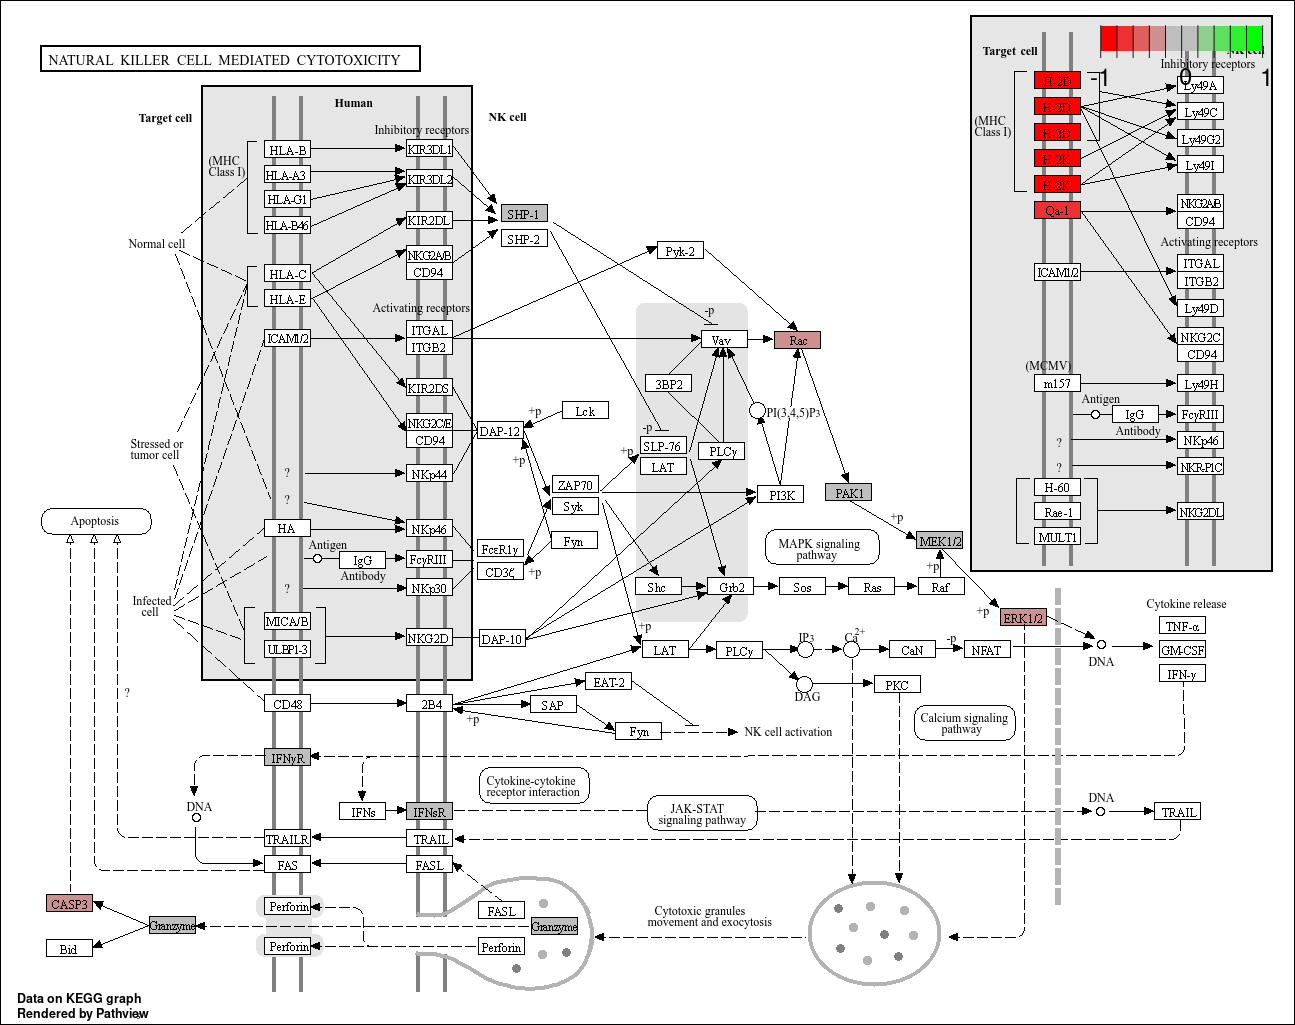 NATURAL KILLER CELL MEDIATED CYTOTOXICITY
Target cell
Human
NK cell
Inhibitory receptors
(MHC
Class I)
HLA-B
HLA-A3
HLA-G1
HLA-B46
KIR3DL1
KIR3DL2
KIR2DL
NKG2A/B
CD94
Normal cell
HLA-C
HLA-E
ICAM1/2
Activating receptors
ITGAL
ITGB2
KIR2DS
NKG2C/E
CD94
NKp44
NKp46
FcγRIII
NKp30
NKG2D
Stressed or
tumor cell
?
?
HA
Antigen
IgG
Antibody
?
MICA/B
ULBP1-3
Infected
cell
Apoptosis
?
CD48
2B4
SHP-1
SHP-2
Pyk-2
-p
Vav
Rac
3BP2
PI(3,4,5)P3
Lck
+p
DAP-12
+p
-p
SLP-76
LAT
PLCγ
+p
ZAP70
Syk
Fyn
PI3K
PAK1
+p
FcεR1γ
CD3ζ
+p
MAPK signaling
pathway
MEK1/2
+p
Shc
Grb2
Sos
Ras
Raf
+p
ERK1/2
DAP-10
+p
LAT
PLCγ
IP3
Ca2+
CaN
-p
NFAT
DNA
DAG
PKC
Cytokine release
TNF-α
GM-CSF
IFN-γ
EAT-2
SAP
Fyn
+p
NK cell activation
Calcium signaling
pathway
IFNγR
DNA
IFNs
IFNsR
Cytokine-cytokine
receptor interaction
JAK-STAT
signaling pathway
DNA
TRAIL
TRAILR
TRAIL
FAS
FASL
CASP3
Granzyme
Bid
Perforin
Perforin
FASL
Granzyme
Perforin
Cytotoxic granules
movement and exocytosis
Target cell
NK cell
Inhibitory receptors
-1
0
1
(MHC
Class I)
H-2D
H-2D
H-2D
H-2K
H-2K
Qa-1
Ly49A
Ly49C
Ly49G2
Ly49I
NKG2A/B
CD94
Activating receptors
ICAM1/2
ITGAL
ITGB2
Ly49D
NKG2C
CD94
(MCMV)
m157
Ly49H
Antigen
IgG
FcγRIII
Antibody
?
NKp46
?
NKR-P1C
H-60
Rae-1
MULT1
NKG2DL
Data on KEGG graph
Rendered by Pathview